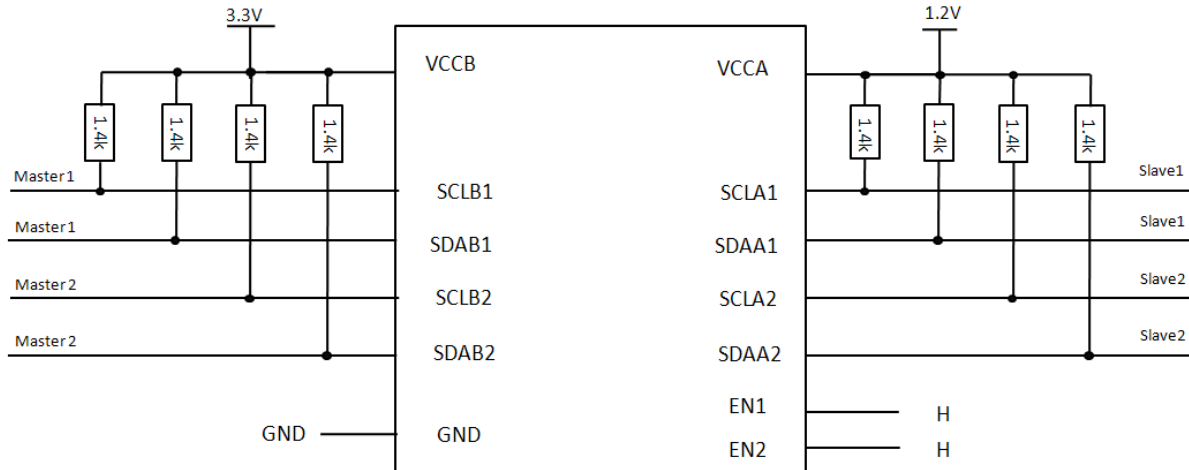 3.3V
1.2V
VCCB
VCCA
1.4k
1.4k
1.4k
1.4k
1.4k
1.4k
1.4k
1.4k
Master1
SCLB1
SCLA1
Slave1
Master1
SDAB1
SDAA1
Slave1
Master2
SCLB2
SCLA2
Slave2
Master2
SDAB2
SDAA2
Slave2
EN1
H
GND
GND
EN2
H